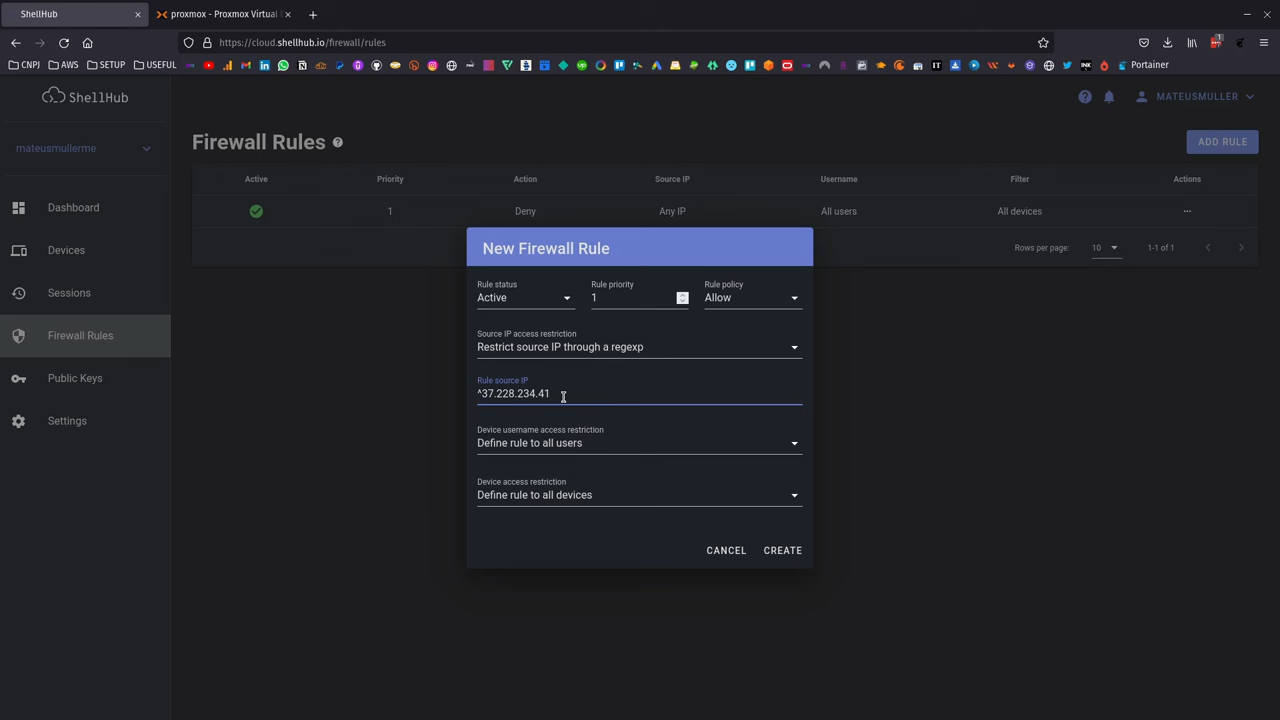 ShellHub
proxmox - Proxmox Virtual
https://cloud.shellhub.io/firewall/rules
CNPJ
AWS
SETUP
USEFUL
Portainer
ShellHub
MATEUSMULLER
mateusmullerme
Firewall Rules
ADD RULE
Active
Priority
Action
Source IP
Username
Filter
Actions
1
Deny
Any IP
All users
All devices
...
Rows per page:
10
1-1 of 1
Dashboard
Devices
Sessions
Firewall Rules
Public Keys
Settings
New Firewall Rule
Rule status
Active
Rule priority
1
Rule policy
Allow
Source IP access restriction
Restrict source IP through a regexp
Rule source IP
^37.228.234.41
Device username access restriction
Define rule to all users
Device access restriction
Define rule to all devices
CANCEL
CREATE